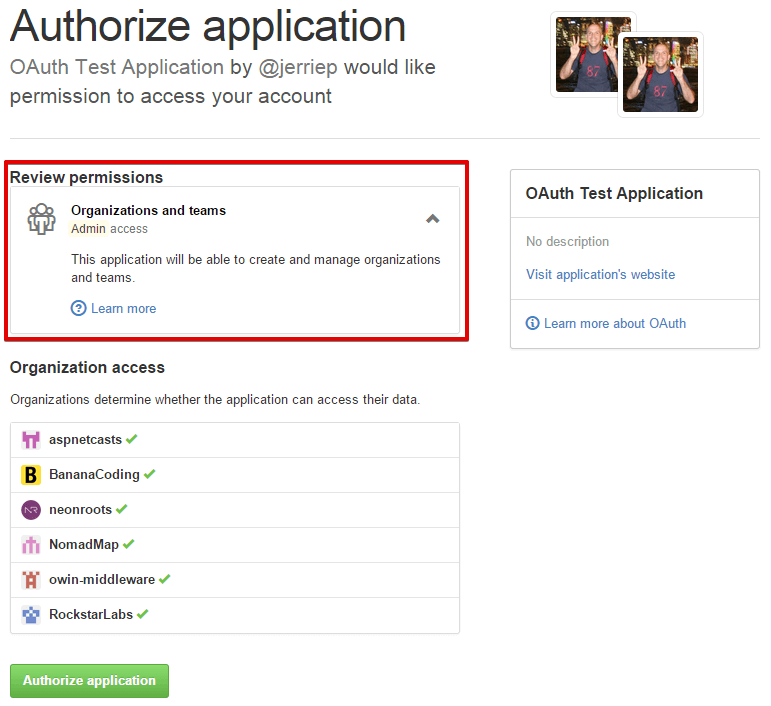 Authorize application
OAuth Test Application by @jerriep would like
permission to access your account
87
87
Review permissions
Organizations and teams
Admin access
This application will be able to create and manage organizations
and teams.
Learn more
OAuth Test Application
No description
Visit application's website
Learn more about OAuth
Organization access
Organizations determine whether the application can access their data.
aspnetcasts
B
BananaCoding
NR
neonroots
NomadMap
owin-middleware
RockstarLabs
Authorize application